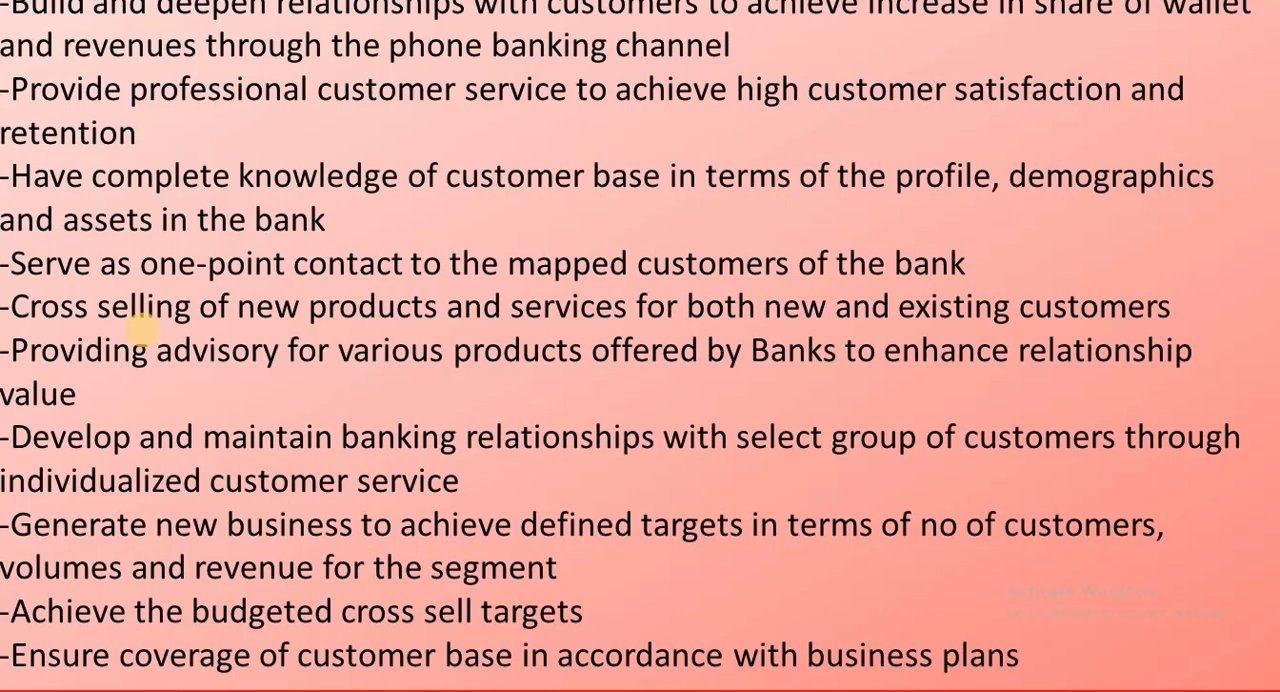 -Build and deepen relationships with customers to achieve increase in share of wallet
and revenues through the phone banking channel
-Provide professional customer service to achieve high customer satisfaction and
retention
-Have complete knowledge of customer base in terms of the profile, demographics
and assets in the bank
-Serve as one-point contact to the mapped customers of the bank
-Cross selling of new products and services for both new and existing customers
-Providing advisory for various products offered by Banks to enhance relationship
value
-Develop and maintain banking relationships with select group of customers through
individualized customer service
-Generate new business to achieve defined targets in terms of no of customers,
volumes and revenue for the segment
-Achieve the budgeted cross sell targets
-Ensure coverage of customer base in accordance with business plans